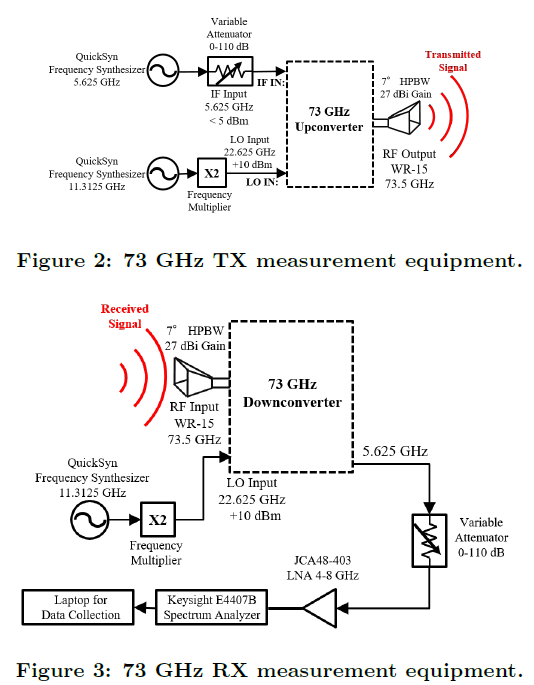 Variable
Attenuator
0-110 dB
QuickSyn
Frequency Synthesizer
5.625 GHz
IF IN:
IF Input
5.625 GHz
< 5 dBm
LO Input
22.625 GHz
+10 dBm
LO IN:
QuickSyn
Frequency Synthesizer
11.3125 GHz
X2
Frequency
Multiplier
73 GHz
Upconverter
7° HPBW
27 dBi Gain
Transmitted
Signal
RF Output
WR-15
73.5 GHz
Figure 2: 73 GHz TX measurement equipment.
Received
Signal
7° HPBW
27 dBi Gain
RF Input
WR-15
73.5 GHz
73 GHz
Downconverter
5.625 GHz
QuickSyn
Frequency Synthesizer
11.3125 GHz
X2
Frequency
Multiplier
LO Input
22.625 GHz
+10 dBm
Variable
Attenuator
0-110 dB
JCA48-403
LNA 4-8 GHz
Keysight E4407B
Spectrum Analyzer
Laptop for
Data Collection
Figure 3: 73 GHz RX measurement equipment.